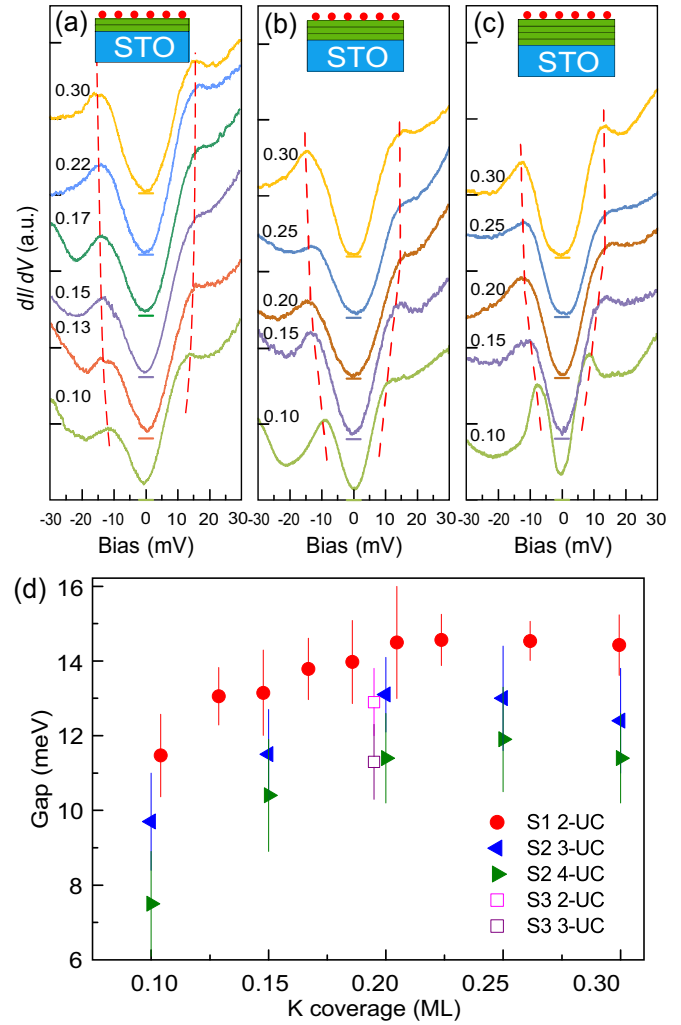 (a)
STO
0.30
0.22
0.17
0.15
0.13
0.10
dI/dV (a.u.)
-30 -20 -10 0 10 20 30
Bias (mV)
(b)
STO
0.30
0.25
0.20
0.15
0.10
-30 -20 -10 0 10 20 30
Bias (mV)
(c)
STO
0.30
0.25
0.20
0.15
0.10
-30 -20 -10 0 10 20 30
Bias (mV)
(d)
16
14
12
10
8
6
Gap (meV)
S1 2-UC
S2 3-UC
S2 4-UC
S3 2-UC
S3 3-UC
0.10 0.15 0.20 0.25 0.30
K coverage (ML)